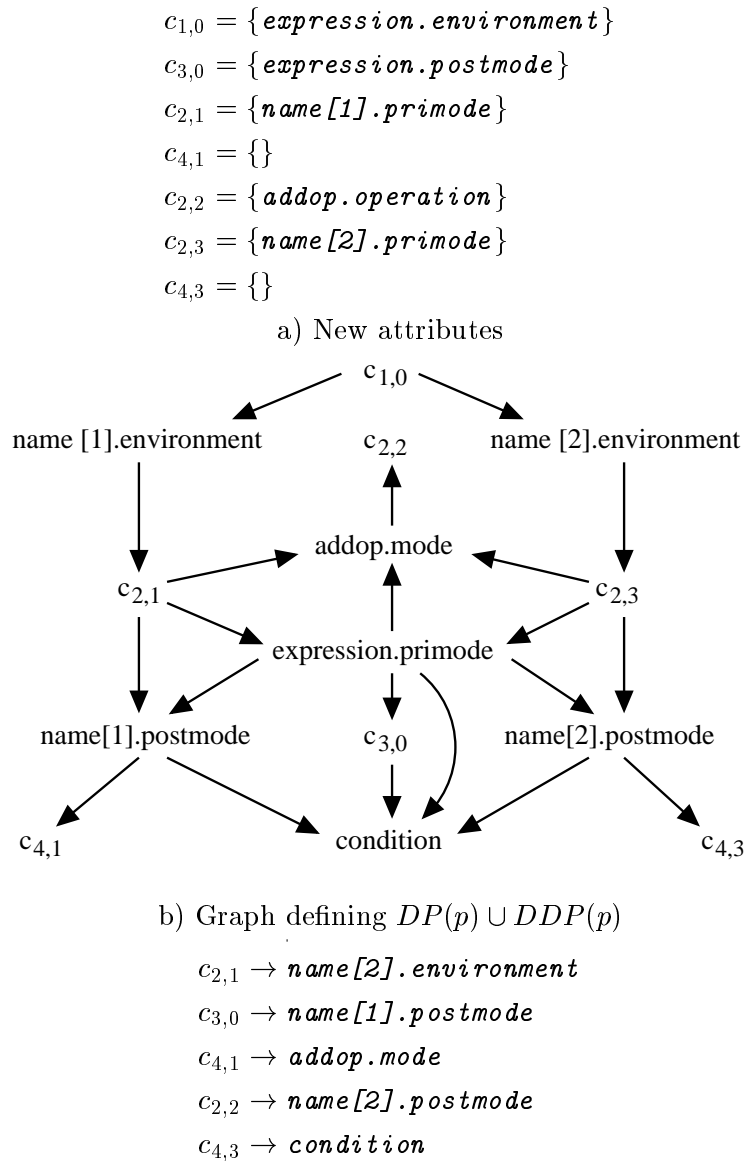 c1,0 = {expression.environment}
c3,0 = {expression.postmode}
c2,1 = {name[1].primode}
c4,1 = {}
c2,2 = {addop.operation}
c2,3 = {name[2].primode}
c4,3 = {}
a) New attributes
c1,0
name [1].environment c2,2 name [2].environment
addop.mode
c2,1 c2,3
expression.primode
name[1].postmode c3,0 name[2].postmode
c4,1 condition c4,3
b) Graph defining DP(p) ∪ DDP(p)
c2,1 → name[2].environment
c3,0 → name[1].postmode
c4,1 → addop.mode
c2,2 → name[2].postmode
c4,3 → condition